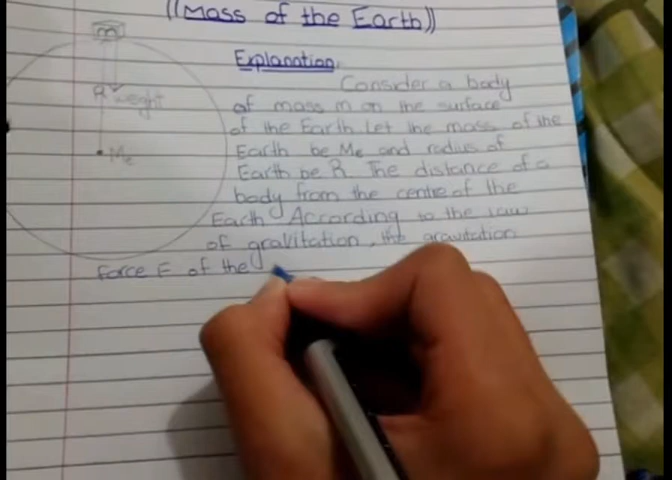 ((Mass of the Earth))
m
Explanation.
Consider a body
R weight
of mass m on the surface
of the Earth Let the mass of the
Me
Earth be Me and radius of
Earth be R. The distance of a
body from the centre of the
Earth According to the law
of gravitation, the gravitation
force F of the